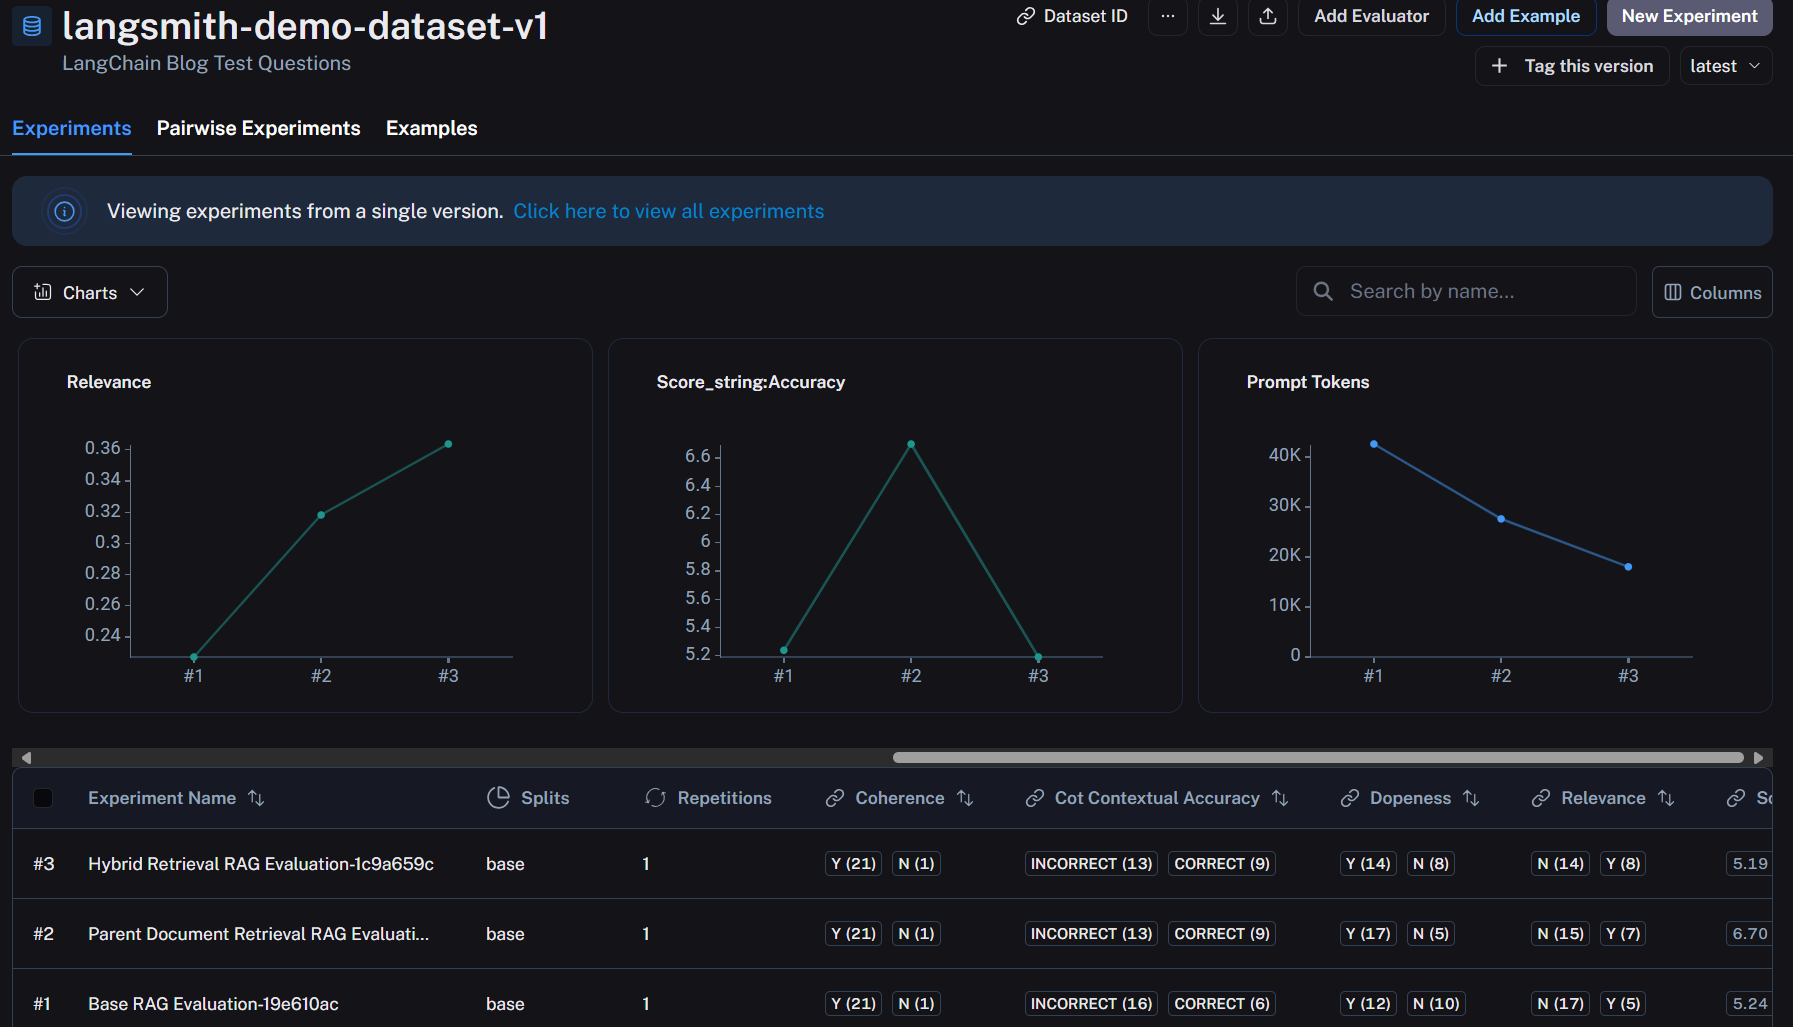 langsmith-demo-dataset-v1
LangChain Blog Test Questions
Dataset ID ... Add Evaluator Add Example New Experiment
+ Tag this version latest
Experiments Pairwise Experiments Examples
Viewing experiments from a single version. Click here to view all experiments
Charts Search by name... Columns
Relevance
0.36
0.34
0.32
0.3
0.28
0.26
0.24
#1 #2 #3
Score_string:Accuracy
6.6
6.4
6.2
6
5.8
5.6
5.4
5.2
#1 #2 #3
Prompt Tokens
40K
30K
20K
10K
0
#1 #2 #3
Experiment Name Splits Repetitions Coherence Cot Contextual Accuracy Dopeness Relevance
#3 Hybrid Retrieval RAG Evaluation-1c9a659c base 1 Y (21) N (1) INCORRECT (13) CORRECT (9) Y (14) N (8) N (14) Y (8) 5.19
#2 Parent Document Retrieval RAG Evaluati... base 1 Y (21) N (1) INCORRECT (13) CORRECT (9) Y (17) N (5) N (15) Y (7) 6.70
#1 Base RAG Evaluation-19e610ac base 1 Y (21) N (1) INCORRECT (16) CORRECT (6) Y (12) N (10) N (17) Y (5) 5.24